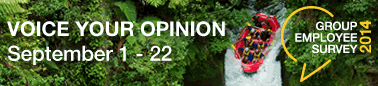 VOICE YOUR OPINION
September 1 - 22
GROUP
EMPLOYEE
SURVEY
2014